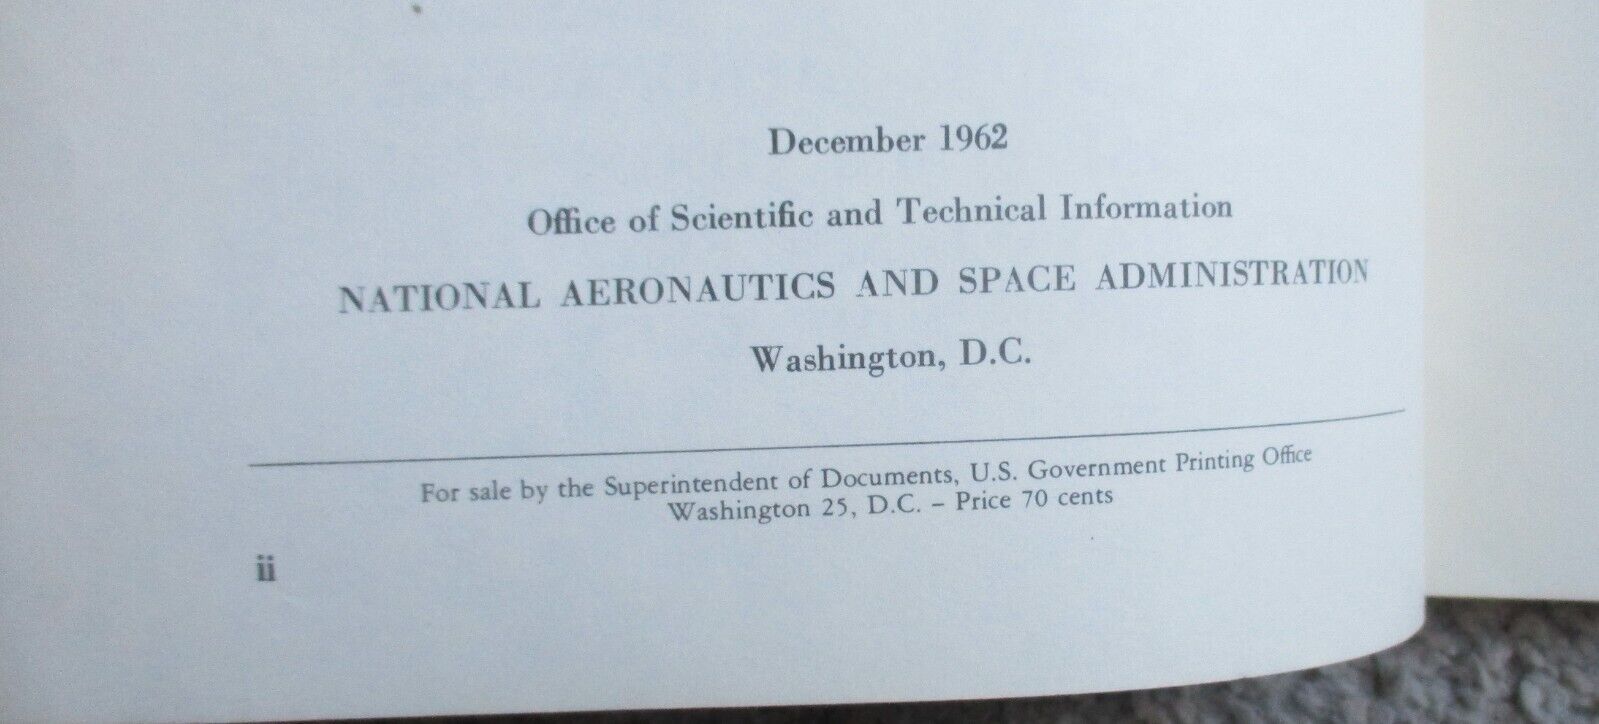 December 1962
Office of Scientific and Technical Information
NATIONAL AERONAUTICS AND SPACE ADMINISTRATION
Washington, D.C.
For sale by the Superintendent of Documents, U.S. Government Printing Office
Washington 25, D.C. – Price 70 cents
ii